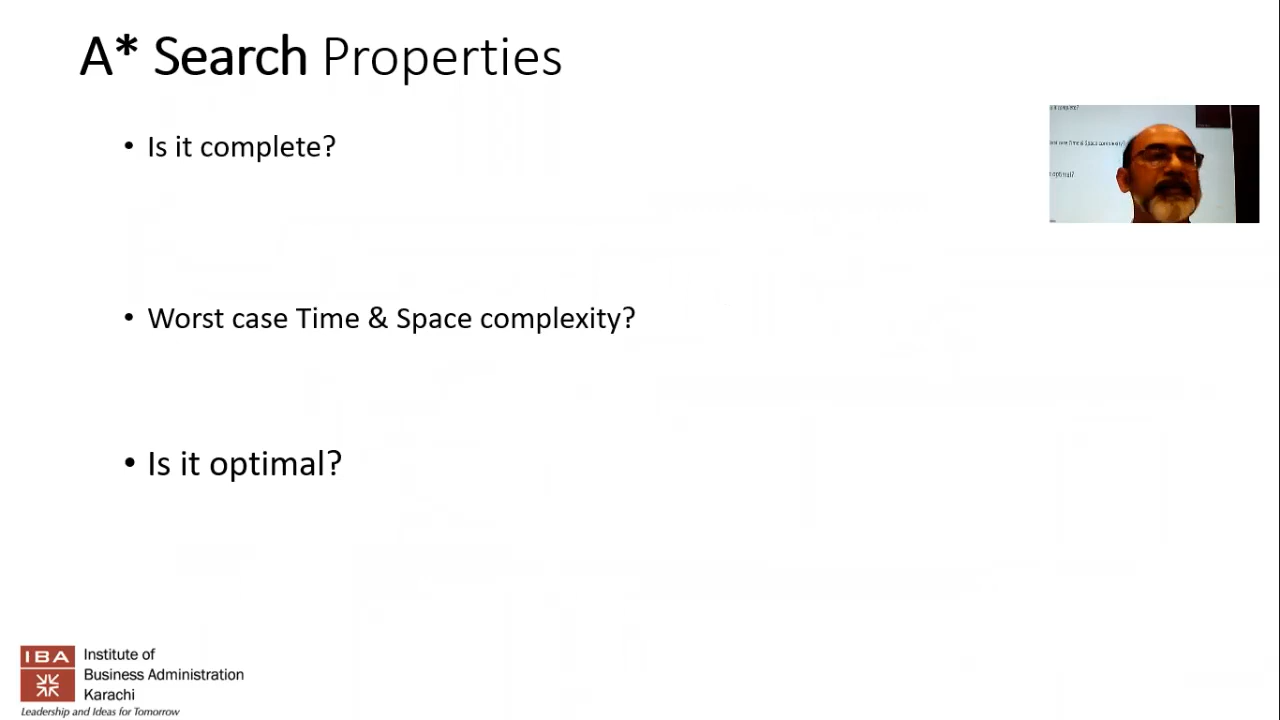 A* Search Properties
• Is it complete?
• Worst case Time & Space complexity?
• Is it optimal?
IBA
Institute of
Business Administration
Karachi
Leadership and Ideas for Tomorrow